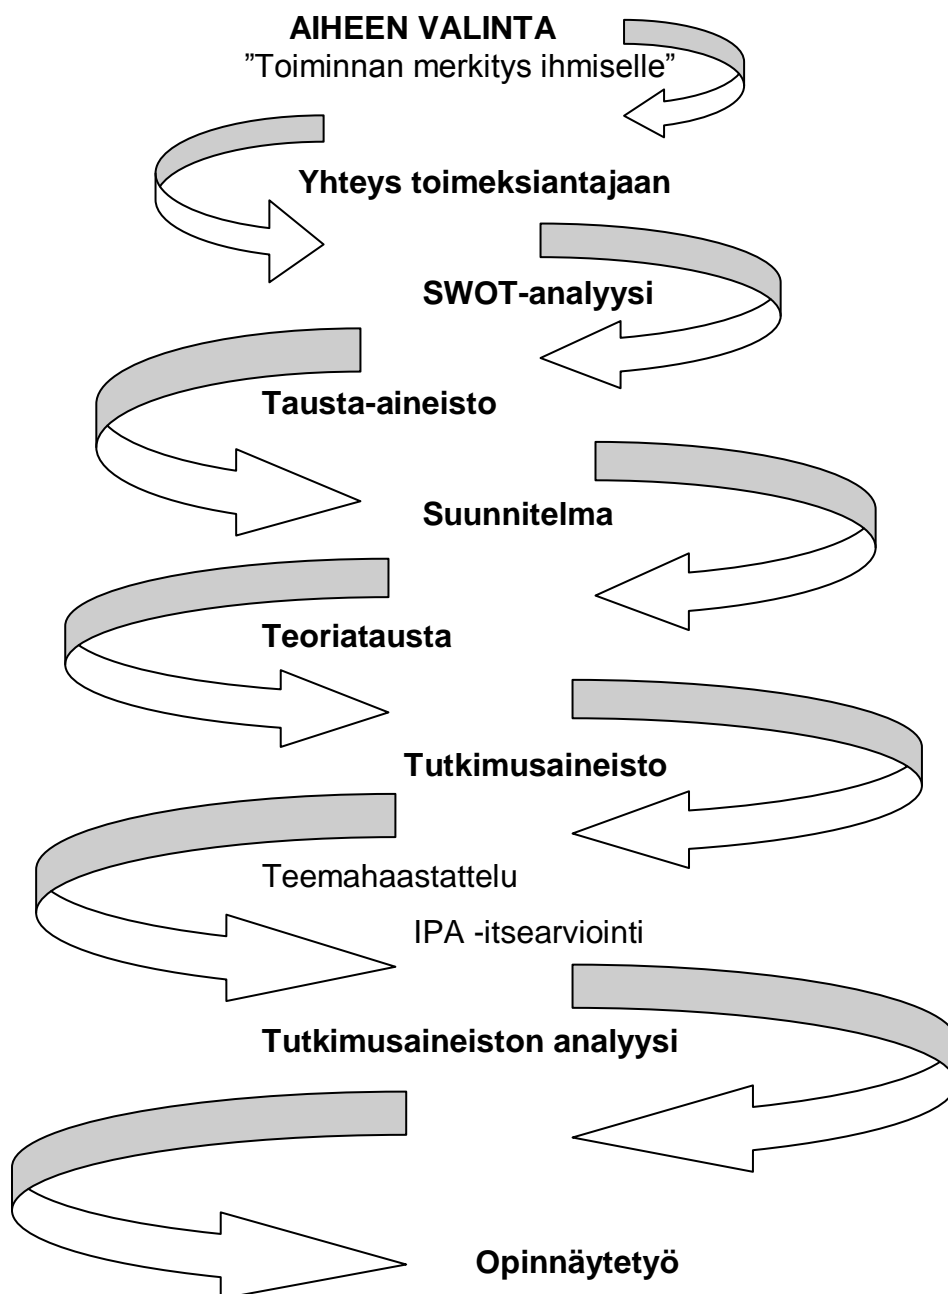 AIHEEN VALINTA
”Toiminnan merkitys ihmiselle”
Yhteys toimeksiantajaan
SWOT-analyysi
Tausta-aineisto
Suunnitelma
Teoriatausta
Tutkimusaineisto
Teemahaastattelu
IPA -itsearviointi
Tutkimusaineiston analyysi
Opinnäytetyö